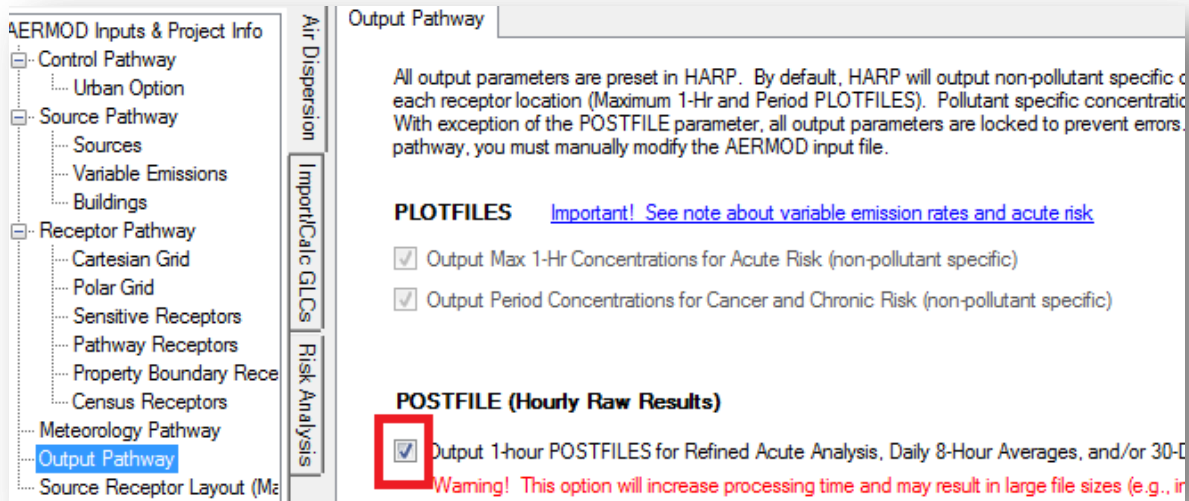 AERMOD Inputs & Project Info
Control Pathway
Urban Option
Source Pathway
Sources
Variable Emissions
Buildings
Receptor Pathway
Cartesian Grid
Polar Grid
Sensitive Receptors
Pathway Receptors
Property Boundary Rece
Census Receptors
Meteorology Pathway
Output Pathway
Source Receptor Layout (Ma
Air Dispersion
Import/Calc GLCs
Risk Analysis
Output Pathway
All output parameters are preset in HARP. By default, HARP will output non-pollutant specific
each receptor location (Maximum 1-Hr and Period PLOTFILES). Pollutant specific concentratio
With exception of the POSTFILE parameter, all output parameters are locked to prevent errors.
pathway, you must manually modify the AERMOD input file.
PLOTFILES Important! See note about variable emission rates and acute risk
Output Max 1-Hr Concentrations for Acute Risk (non-pollutant specific)
Output Period Concentrations for Cancer and Chronic Risk (non-pollutant specific)
POSTFILE (Hourly Raw Results)
Output 1-hour POSTFILES for Refined Acute Analysis, Daily 8-Hour Averages, and/or 30-D
Warning! This option will increase processing time and may result in large file sizes (e.g., in